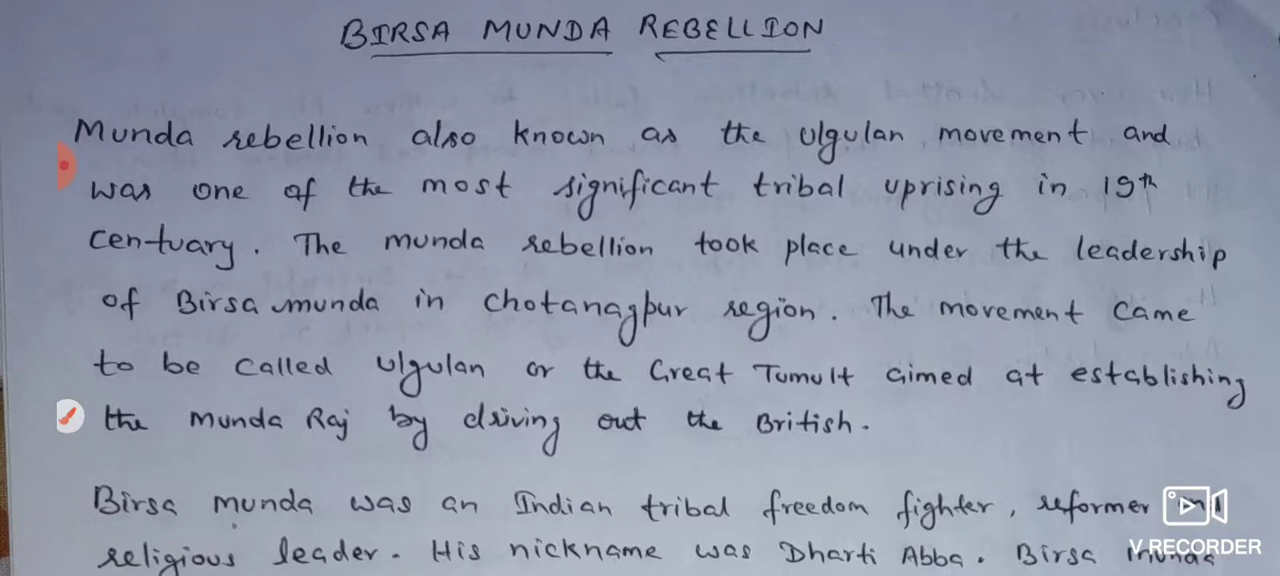 BIRSA MUNDA REBELLION
Munda rebellion also known as the Ulgulan movement and
was one of the most significant tribal uprising in 19th
Centuary. The munda rebellion took place under the leadership
of Birsa munda in Chotanagpur region. The movement came
to be called Ulgulan or the Great Tumult aimed at establishing
the munda Raj by driving out the British.
Birsa munda was an Indian tribal freedom fighter, reformer and
religious leader. His nickname was Dharti Abba. Birsa munda
V RECORDER